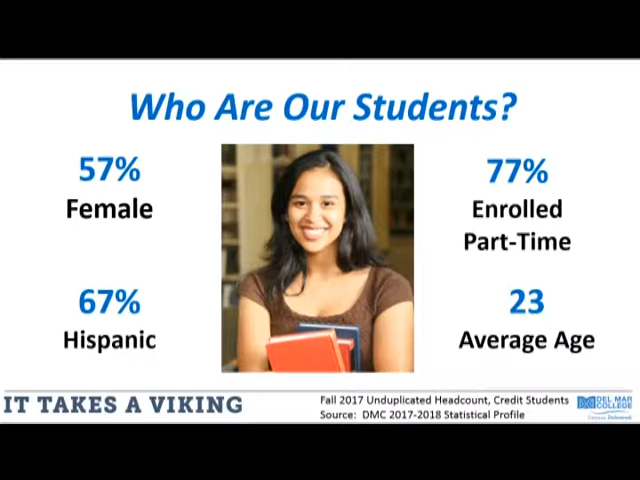 Who Are Our Students?
57%
Female
77%
Enrolled
Part-Time
67%
Hispanic
23
Average Age
IT TAKES A VIKING
Fall 2017 Unduplicated Headcount, Credit Students
Source: DMC 2017-2018 Statistical Profile
DEL MAR
COLLEGE